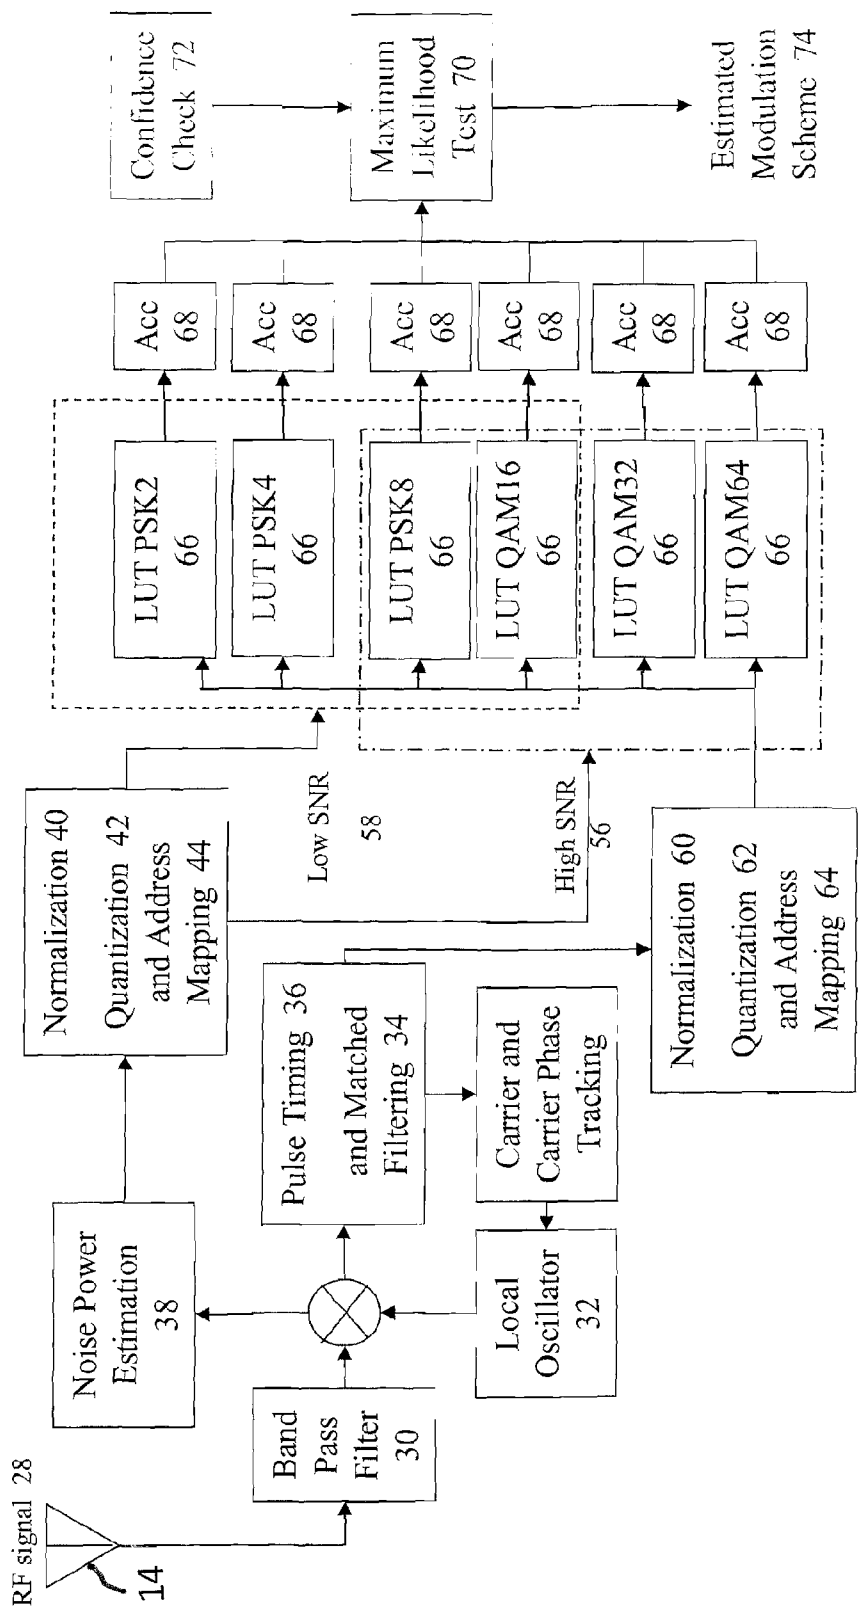 RF signal 28
14
Band
Pass
Filter
30
Noise Power
Estimation
38
Local
Oscillator
32
Pulse Timing 36
and Matched
Filtering 34
Carrier and
Carrier Phase
Tracking
Normalization 40
Quantization 42
and Address
Mapping 44
Normalization 60
Quantization 62
and Address
Mapping 64
Low SNR
58
High SNR
56
LUT PSK2
66
LUT PSK4
66
LUT PSK8
66
LUT QAM16
66
LUT QAM32
66
LUT QAM64
66
Acc
68
Acc
68
Acc
68
Acc
68
Acc
68
Acc
68
Confidence
Check 72
Maximum
Likelihood
Test 70
Estimated
Modulation
Scheme 74